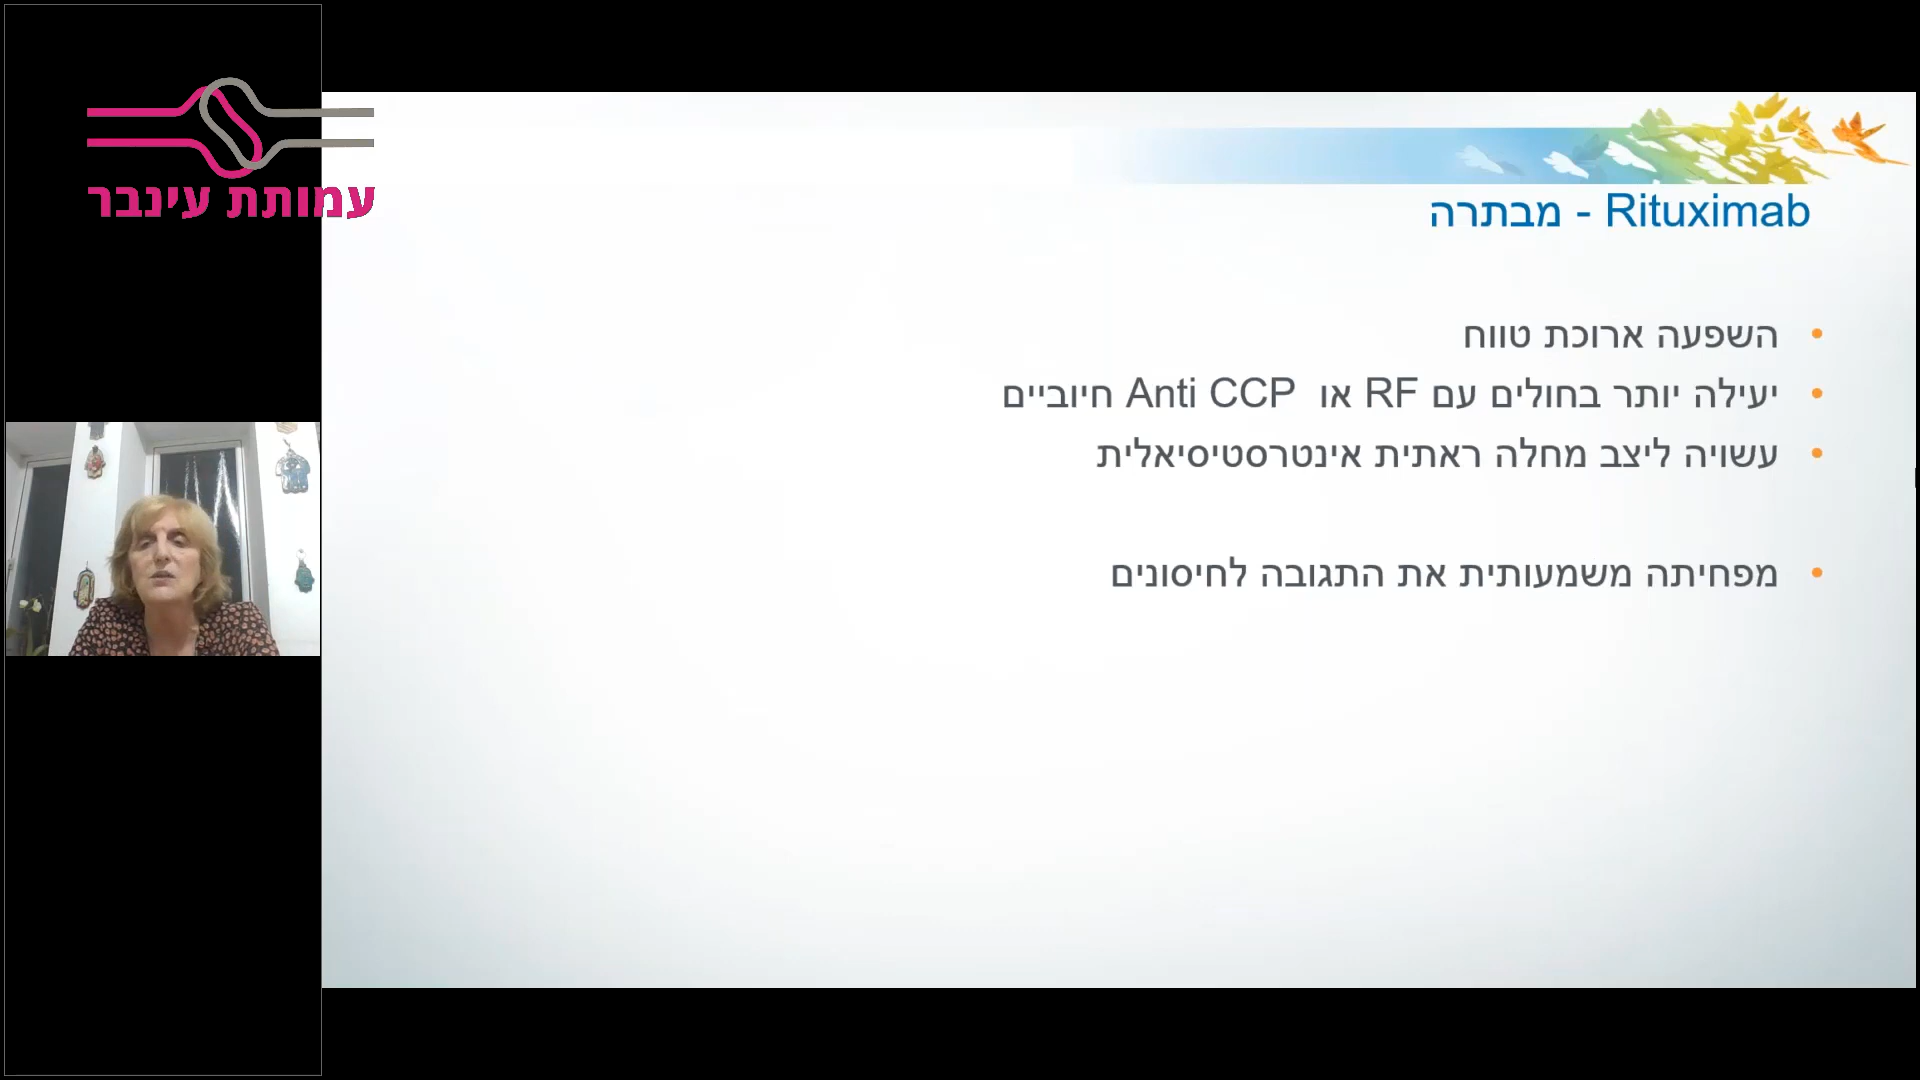 עמותת עינבר
Rituximab - מבתרה
השפעה ארוכת טווח
יעילה יותר בחולים עם RF או Anti CCP חיוביים
עשויה ליצב מחלה ראתית אינטרסטיסיאלית
מפחיתה משמעותית את התגובה לחיסונים